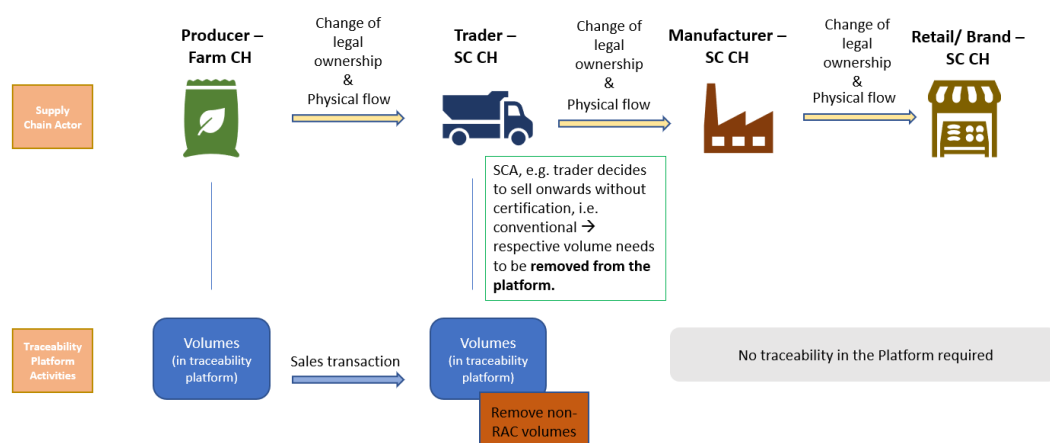 Producer –
Farm CH
Change of
legal
ownership
&
Physical flow
Trader –
SC CH
Change of
legal
ownership
&
Physical flow
Manufacturer –
SC CH
Change of
legal
ownership
&
Physical flow
Retail/ Brand –
SC CH
Supply
Chain Actor
SCA, e.g. trader decides
to sell onwards without
certification, i.e.
conventional →
respective volume needs
to be removed from the
platform.
Traceability
Platform
Activities
Volumes
(in traceability
platform)
Sales transaction
Volumes
(in traceability
platform)
Remove non-
RAC volumes
No traceability in the Platform required